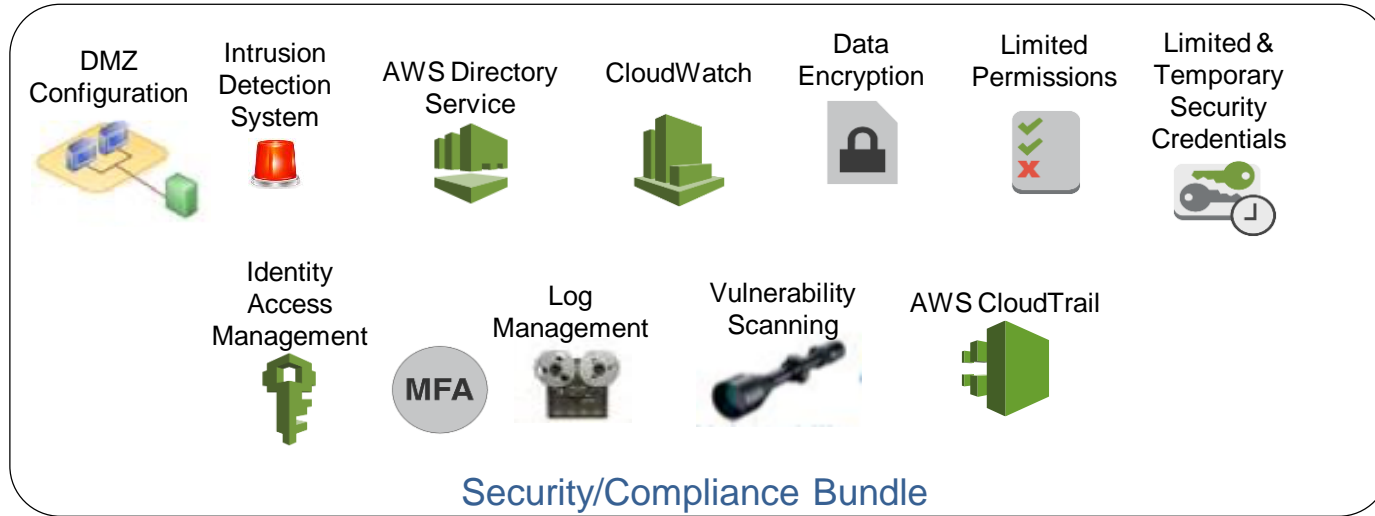 DMZ
Configuration
Intrusion
Detection
System
AWS Directory
Service
CloudWatch
Data
Encryption
Limited
Permissions
Limited &
Temporary
Security
Credentials
Identity
Access
Management
MFA
Log
Management
Vulnerability
Scanning
AWS CloudTrail
Security/Compliance Bundle